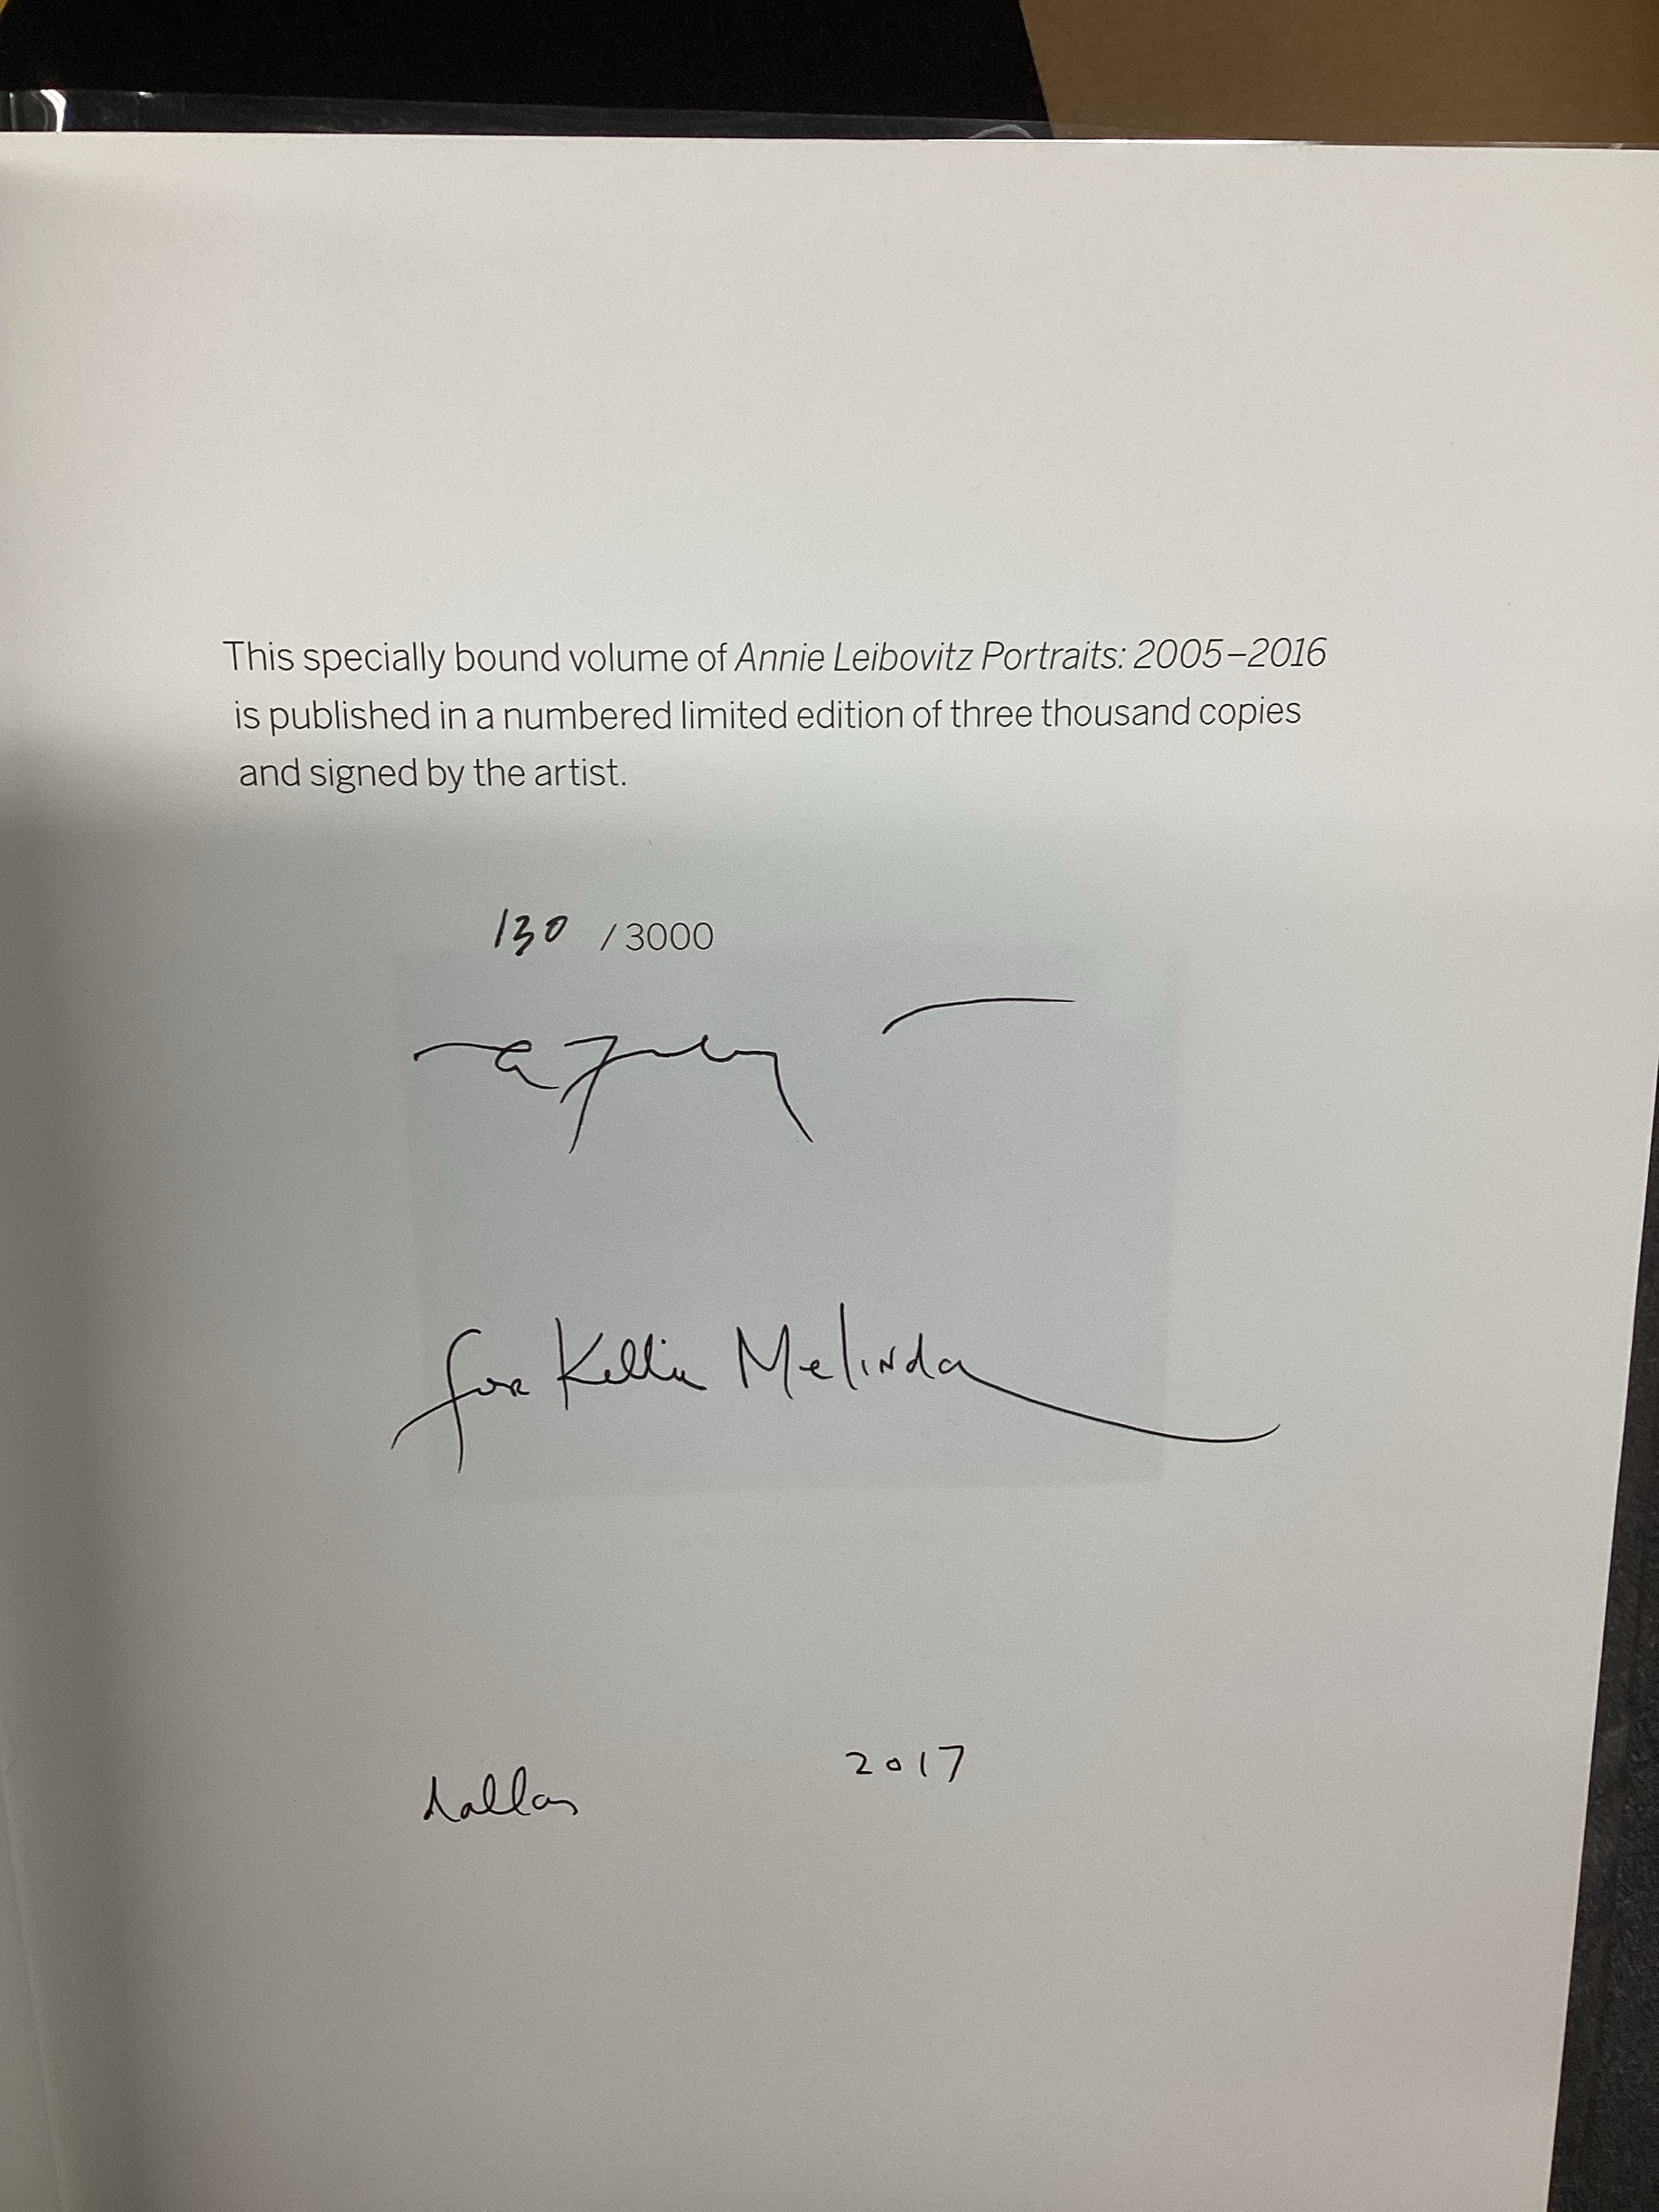 This specially bound volume of Annie Leibovitz Portraits: 2005–2016
is published in a numbered limited edition of three thousand copies
and signed by the artist.
130 / 3000
for Kellie Melinda
2017
dallas